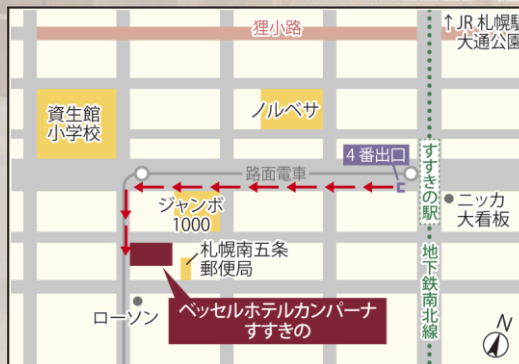 狸小路
↑JR 札幌駅
大通公園
資生館
小学校
ノルベサ
4番出口
路面電車
すすきの駅
ニッカ
大看板
ジャンボ
1000
札幌南五条
郵便局
地下鉄南北線
ローソン
ベッセルホテルカンパーナ
すすきの
N